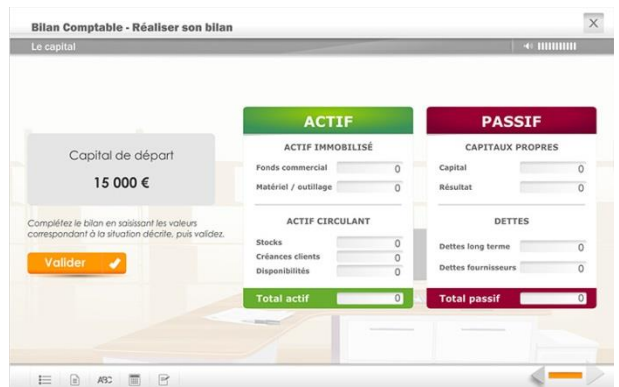 Bilan Comptable - Réaliser son bilan
X
Le capital
Capital de départ
15 000 €
Complétez le bilan en saisissant les valeurs
correspondant à la situation décrite, puis validez.
Valider
ACTIF
ACTIF IMMOBILISÉ
Fonds commercial 0
Matériel / outillage 0
ACTIF CIRCULANT
Stocks 0
Créances clients 0
Disponibilités 0
Total actif 0
PASSIF
CAPITAUX PROPRES
Capital 0
Résultat 0
DETTES
Dettes long terme 0
Dettes fournisseurs 0
Total passif 0
ABC